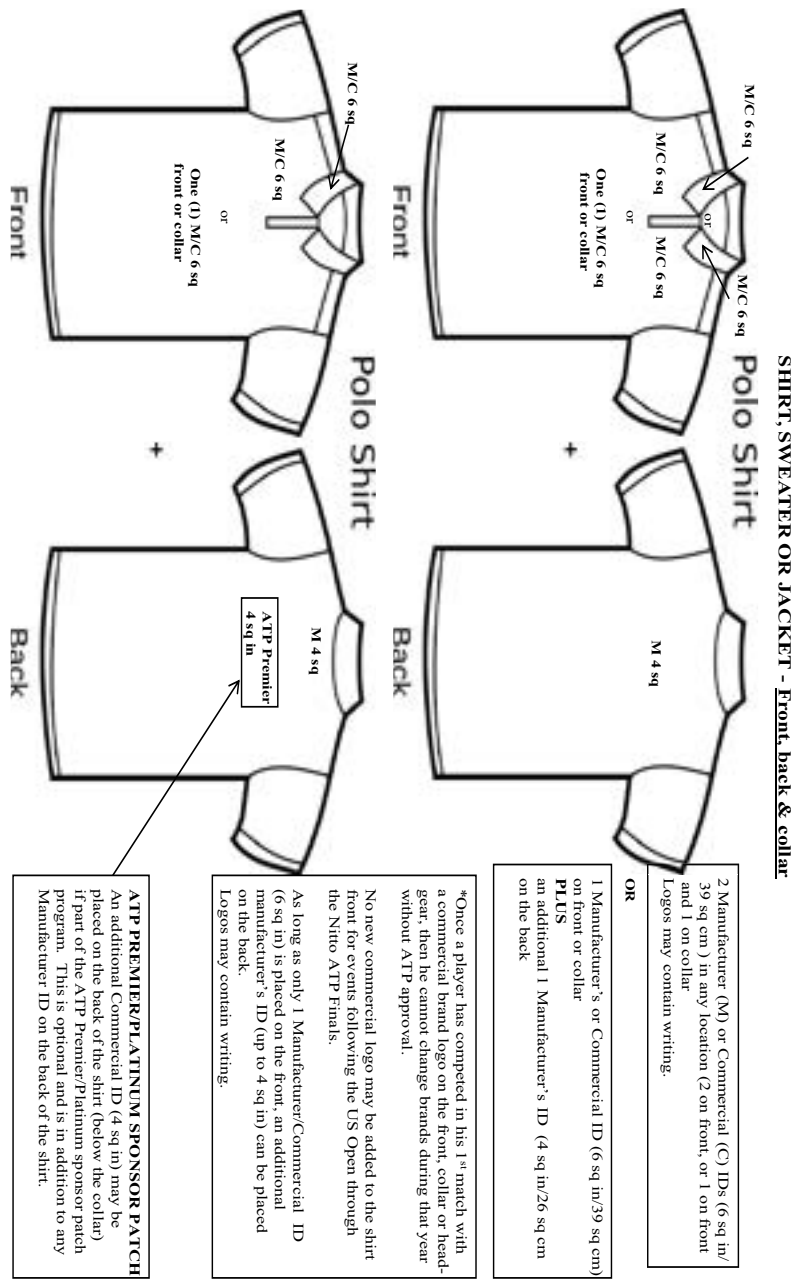 SHIRT, SWEATER OR JACKET - Front, back & collar
Polo Shirt
M/C 6 sq
M/C 6 sq
or
M/C 6 sq
M/C 6 sq
or
One (1) M/C 6 sq
front or collar
Front
+
M 4 sq
Back
2 Manufacturer (M) or Commercial (C) IDs (6 sq in/
39 sq cm ) in any location (2 on front, or 1 on front
and 1 on collar
Logos may contain writing.
OR
1 Manufacturer's or Commercial ID (6 sq in/39 sq cm)
on front or collar
PLUS
an additional 1 Manufacturer's ID (4 sq in/26 sq cm
on the back
Polo Shirt
M/C 6 sq
M/C 6 sq
or
One (1) M/C 6 sq
front or collar
Front
+
M 4 sq
ATP Premier
4 sq in
Back
*Once a player has competed in his 1st match with
a commercial brand logo on the front, collar or head-
gear, then he cannot change brands during that year
without ATP approval.
No new commercial logo may be added to the shirt
front for events following the US Open through
the Nitto ATP Finals.
As long as only 1 Manufacturer/Commercial ID
(6 sq in) is placed on the front, an additional
manufacturer's ID (up to 4 sq in) can be placed
on the back.
Logos may contain writing.
ATP PREMIER/PLATINUM SPONSOR PATCH
An additional Commercial ID (4 sq in) may be
placed on the back of the shirt (below the collar)
if part of the ATP Premier/Platinum sponsor patch
program. This is optional and is in addition to any
Manufacturer ID on the back of the shirt.